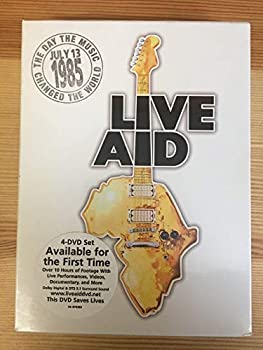 THE DAY THE MUSIC
JULY 13
1985
CHANGED THE WORLD
LIVE
AID
4-DVD Set
Available for
the First Time
Over 10 Hours of Footage With
Live Performances, Videos,
Documentary, and More
Dolby Digital & DTS 5.1 Surround Sound
www.liveaiddvd.net
This DVD Saves Lives